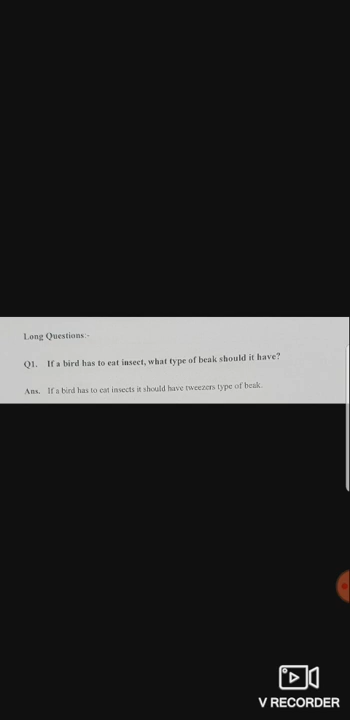 Long Questions:-
Q1. If a bird has to eat insect, what type of beak should it have?
Ans. If a bird has to eat insects it should have tweezers type of beak.
V RECORDER